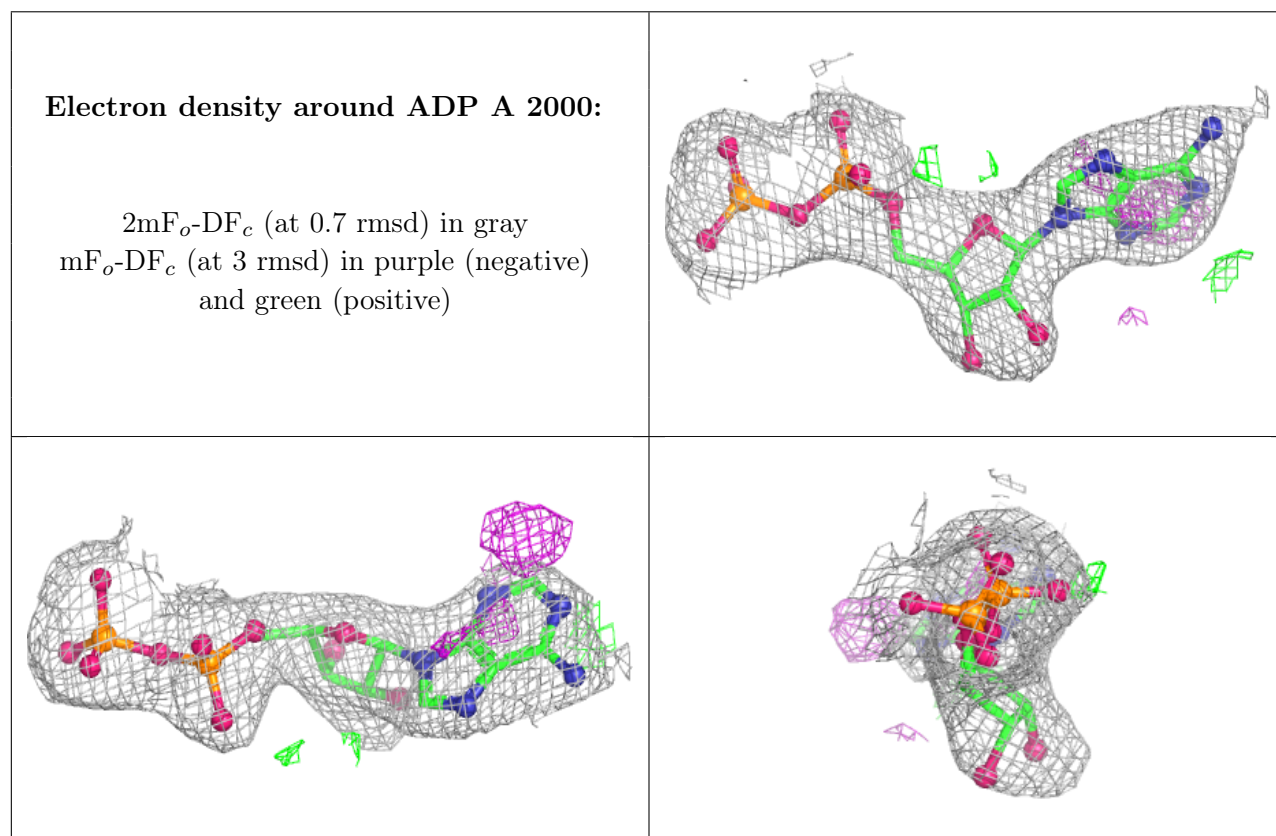 Electron density around ADP A 2000:
2mFₒ-DF𝑐 (at 0.7 rmsd) in gray
mFₒ-DF𝑐 (at 3 rmsd) in purple (negative)
and green (positive)